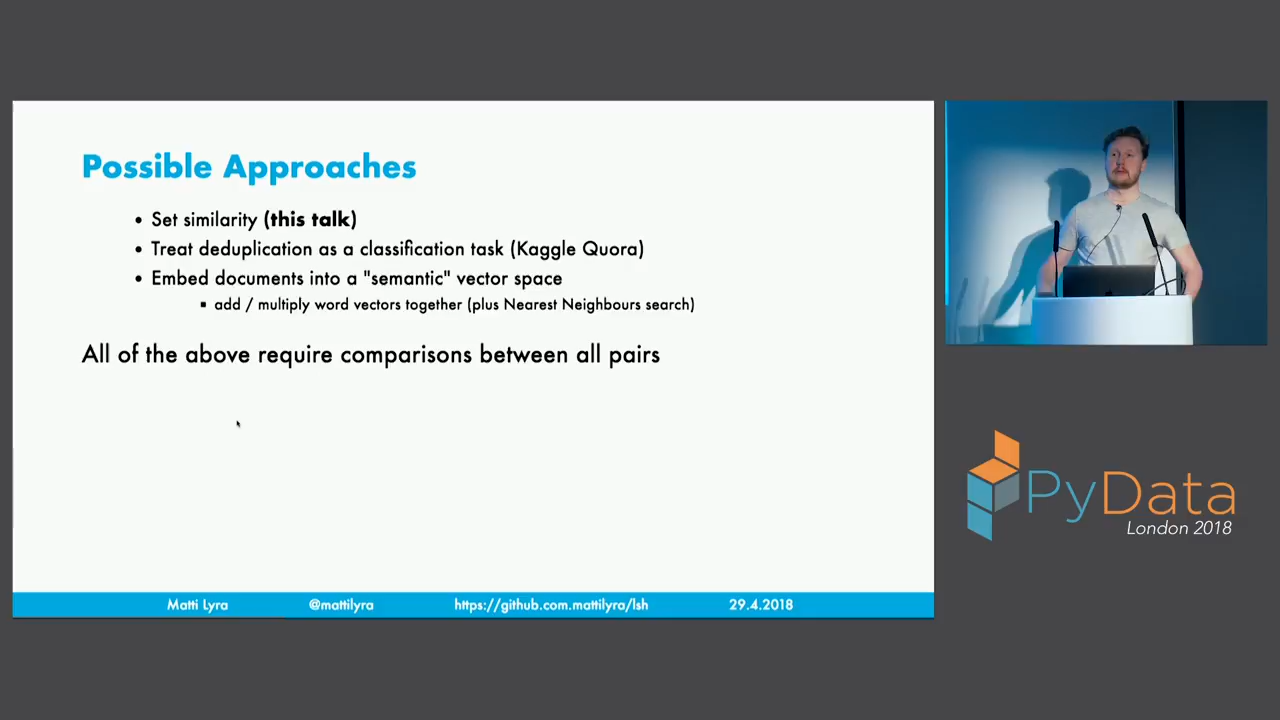 Possible Approaches
• Set similarity (this talk)
• Treat deduplication as a classification task (Kaggle Quora)
• Embed documents into a "semantic" vector space
▪ add / multiply word vectors together (plus Nearest Neighbours search)
All of the above require comparisons between all pairs
Matti Lyra @mattilyra https://github.com.mattilyra/lsh 29.4.2018
PyData
London 2018